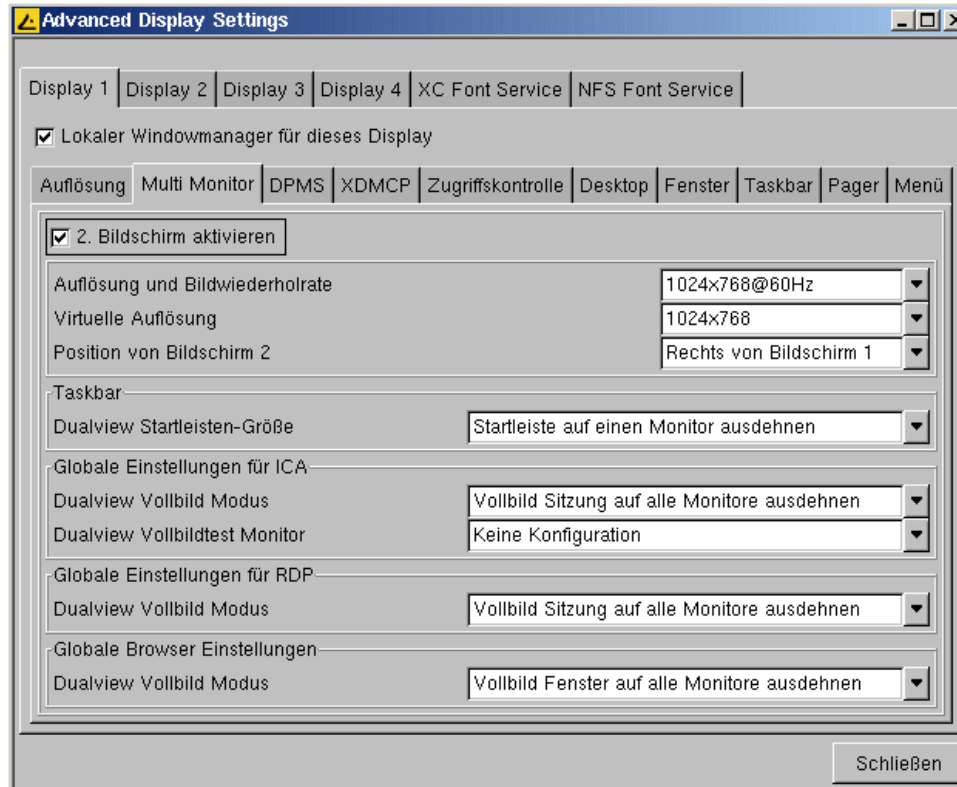 Advanced Display Settings
Display 1 Display 2 Display 3 Display 4 XC Font Service NFS Font Service
Lokaler Windowmanager für dieses Display
Auflösung Multi Monitor DPMS XDMCP Zugriffskontrolle Desktop Fenster Taskbar Pager Menü
2. Bildschirm aktivieren
Auflösung und Bildwiederholrate 1024x768@60Hz
Virtuelle Auflösung 1024x768
Position von Bildschirm 2 Rechts von Bildschirm 1
Taskbar
Dualview Startleisten-Größe Startleiste auf einen Monitor ausdehnen
Globale Einstellungen für ICA
Dualview Vollbild Modus Vollbild Sitzung auf alle Monitore ausdehnen
Dualview Vollbildtest Monitor Keine Konfiguration
Globale Einstellungen für RDP
Dualview Vollbild Modus Vollbild Sitzung auf alle Monitore ausdehnen
Globale Browser Einstellungen
Dualview Vollbild Modus Vollbild Fenster auf alle Monitore ausdehnen
Schließen